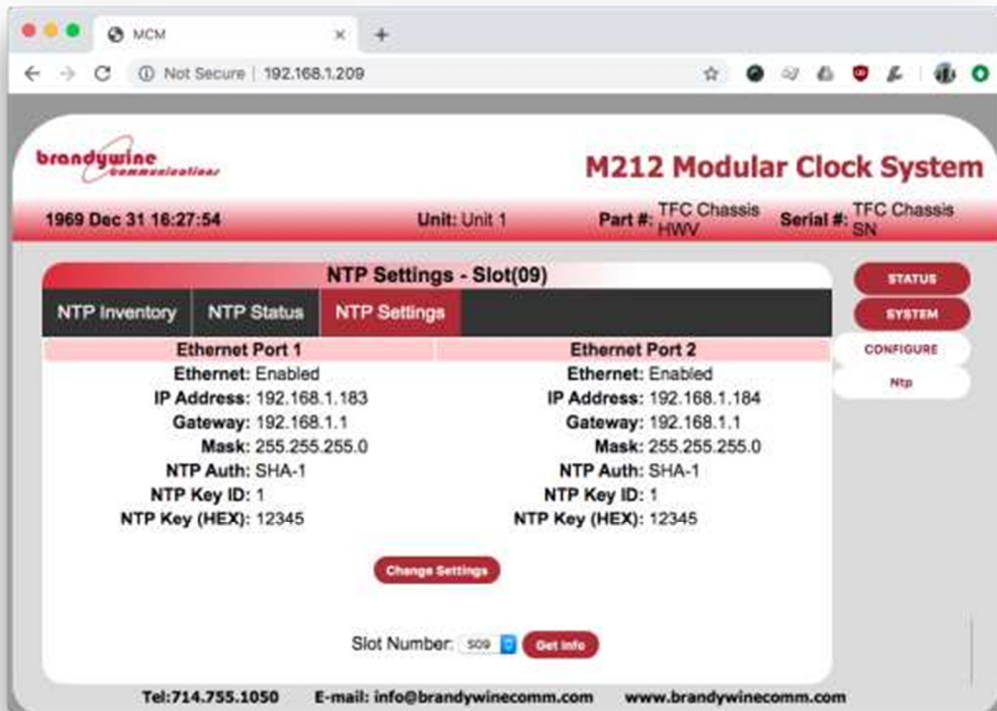 MCM
Not Secure | 192.168.1.209
brandywine
communications
M212 Modular Clock System
1969 Dec 31 16:27:54
Unit: Unit 1
Part #: TFC Chassis HWV
Serial #: TFC Chassis SN
NTP Settings - Slot(09)
STATUS
SYSTEM
CONFIGURE
Ntp
NTP Inventory
NTP Status
NTP Settings
Ethernet Port 1
Ethernet: Enabled
IP Address: 192.168.1.183
Gateway: 192.168.1.1
Mask: 255.255.255.0
NTP Auth: SHA-1
NTP Key ID: 1
NTP Key (HEX): 12345
Ethernet Port 2
Ethernet: Enabled
IP Address: 192.168.1.184
Gateway: 192.168.1.1
Mask: 255.255.255.0
NTP Auth: SHA-1
NTP Key ID: 1
NTP Key (HEX): 12345
Change Settings
Slot Number: S09 Get Info
Tel:714.755.1050 E-mail: info@brandywinecomm.com www.brandywinecomm.com